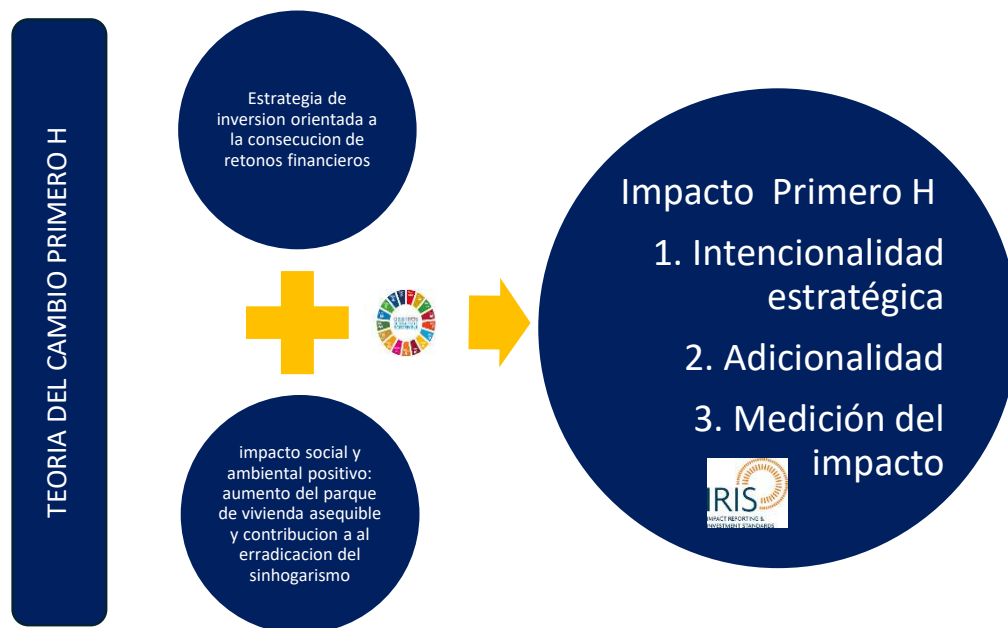 TEORIA DEL CAMBIO PRIMERO H
Estrategia de
inversion orientada a
la consecucion de
retonos financieros
impacto social y
ambiental positivo:
aumento del parque
de vivienda asequible
y contribucion a al
erradicacion del
sinhogarismo
Impacto Primero H
1. Intencionalidad
estratégica
2. Adicionalidad
3. Medición del
impacto
IRIS
IMPACT REPORTING &
INVESTMENT STANDARDS